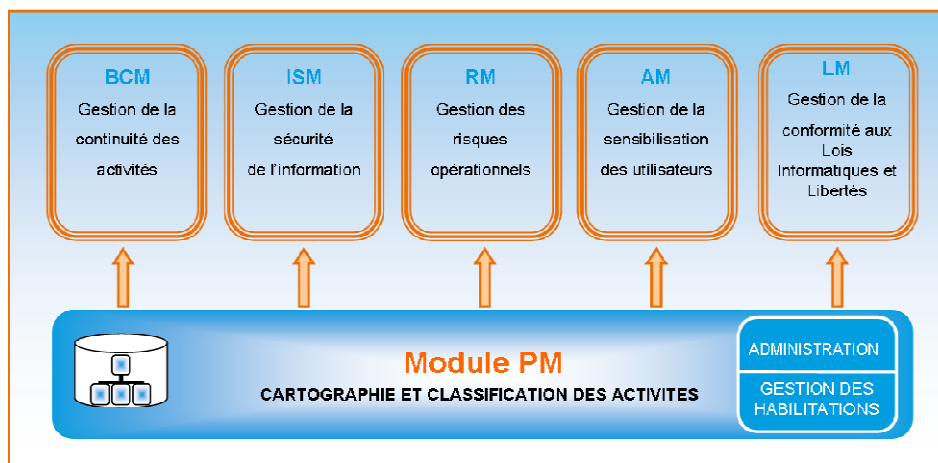 BCM
Gestion de la
continuité des
activités
ISM
Gestion de la
sécurité
de l'information
RM
Gestion des
risques
opérationnels
AM
Gestion de la
sensibilisation
des utilisateurs
LM
Gestion de la
conformité aux
Lois
Informatiques et
Libertés
Module PM
CARTOGRAPHIE ET CLASSIFICATION DES ACTIVITES
ADMINISTRATION
GESTION DES
HABILITATIONS